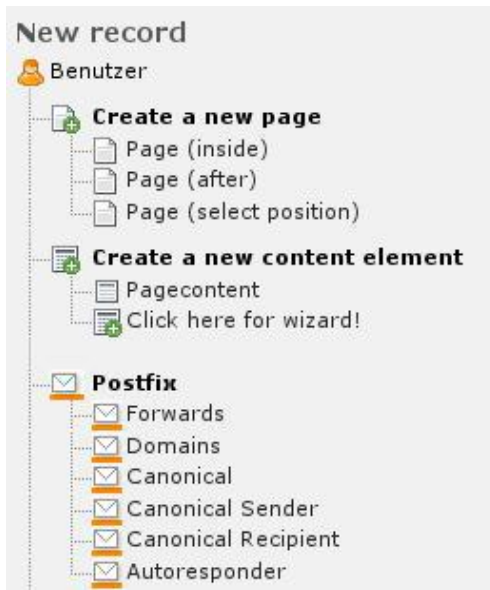 New record
Benutzer
Create a new page
Page (inside)
Page (after)
Page (select position)
Create a new content element
Pagecontent
Click here for wizard!
Postfix
Forwards
Domains
Canonical
Canonical Sender
Canonical Recipient
Autoresponder